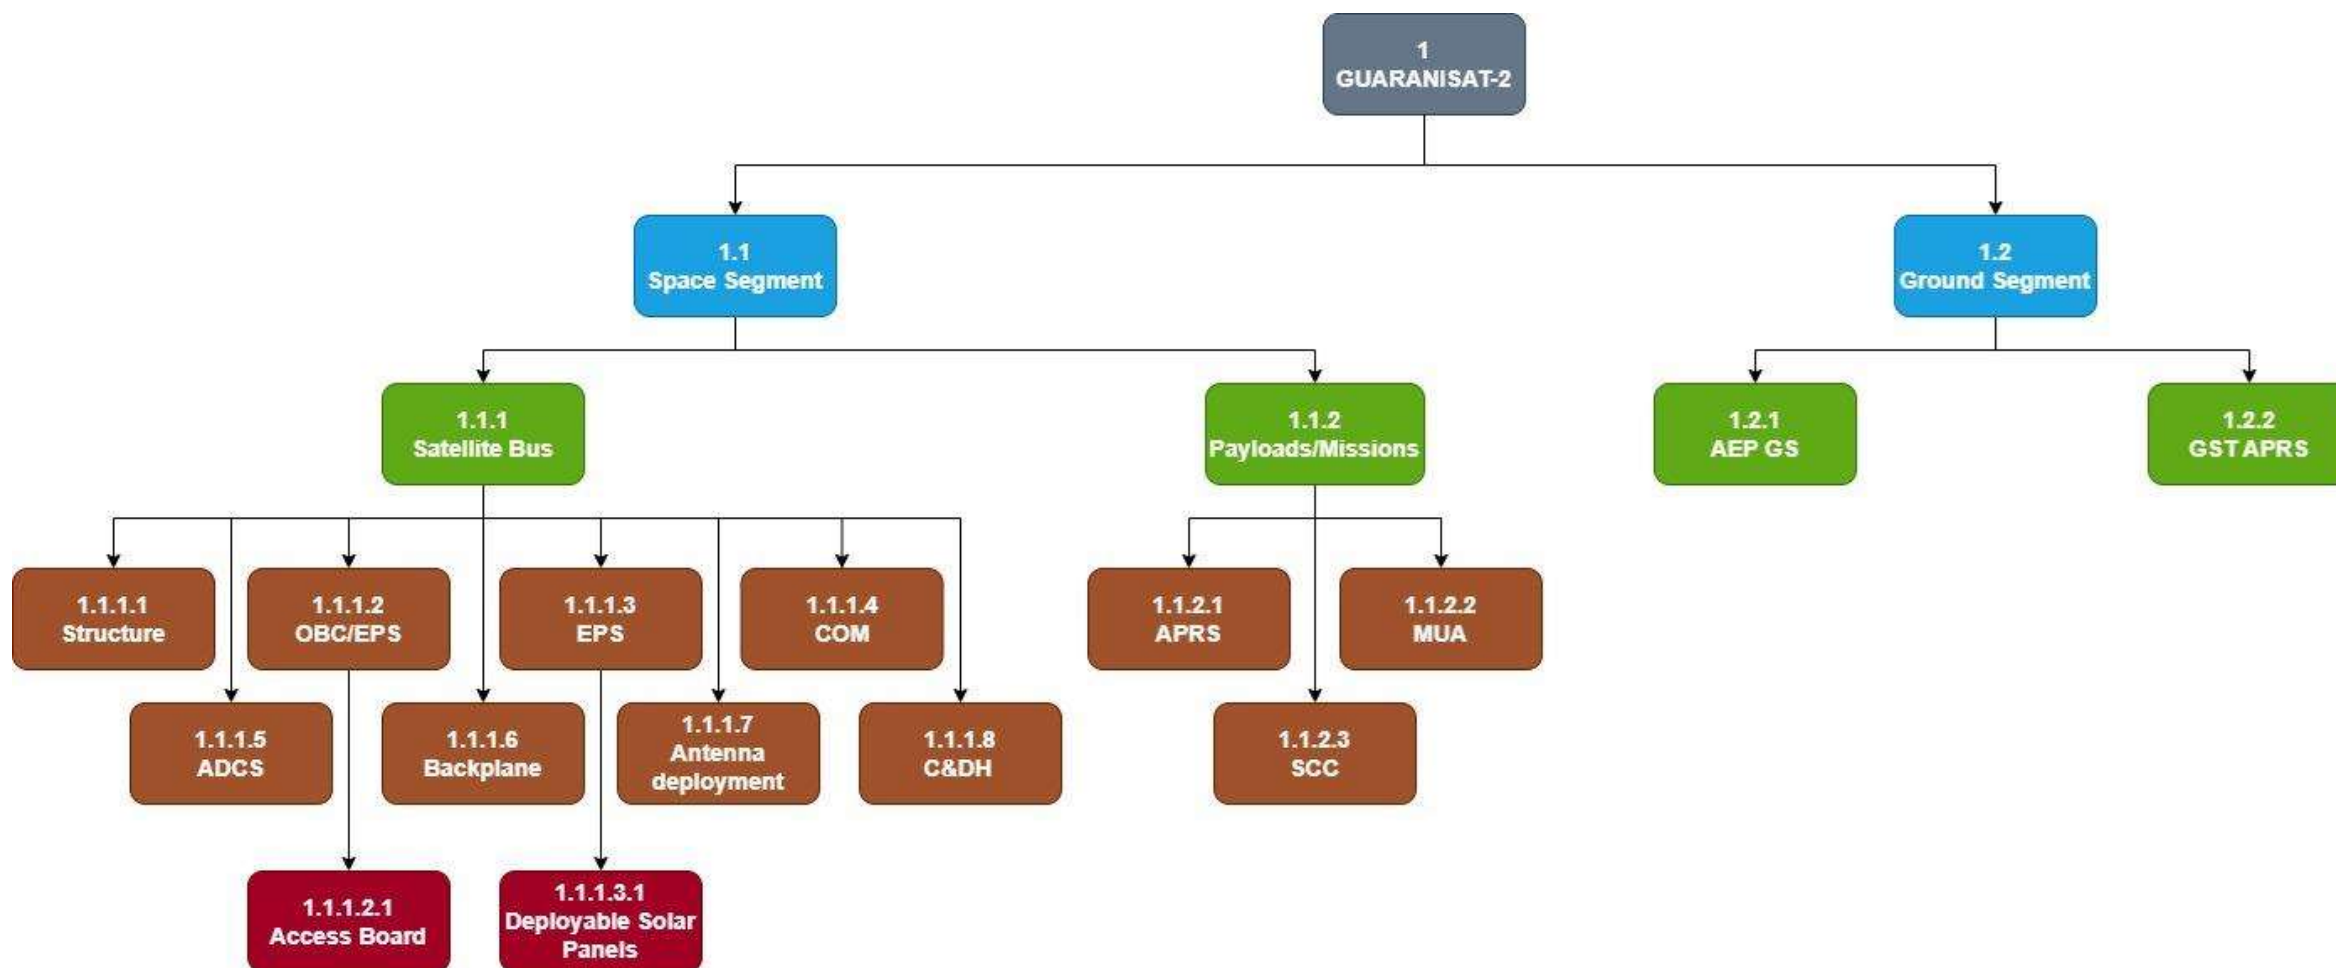 1
GUARANISAT-2
1.1
Space Segment
1.2
Ground Segment
1.1.1
Satellite Bus
1.1.2
Payloads/Missions
1.2.1
AEP GS
1.2.2
GST APRS
1.1.1.1
Structure
1.1.1.2
OBC/EPS
1.1.1.3
EPS
1.1.1.4
COM
1.1.2.1
APRS
1.1.2.2
MUA
1.1.1.5
ADCS
1.1.1.6
Backplane
1.1.1.7
Antenna
deployment
1.1.1.8
C&DH
1.1.2.3
SCC
1.1.1.2.1
Access Board
1.1.1.3.1
Deployable Solar
Panels